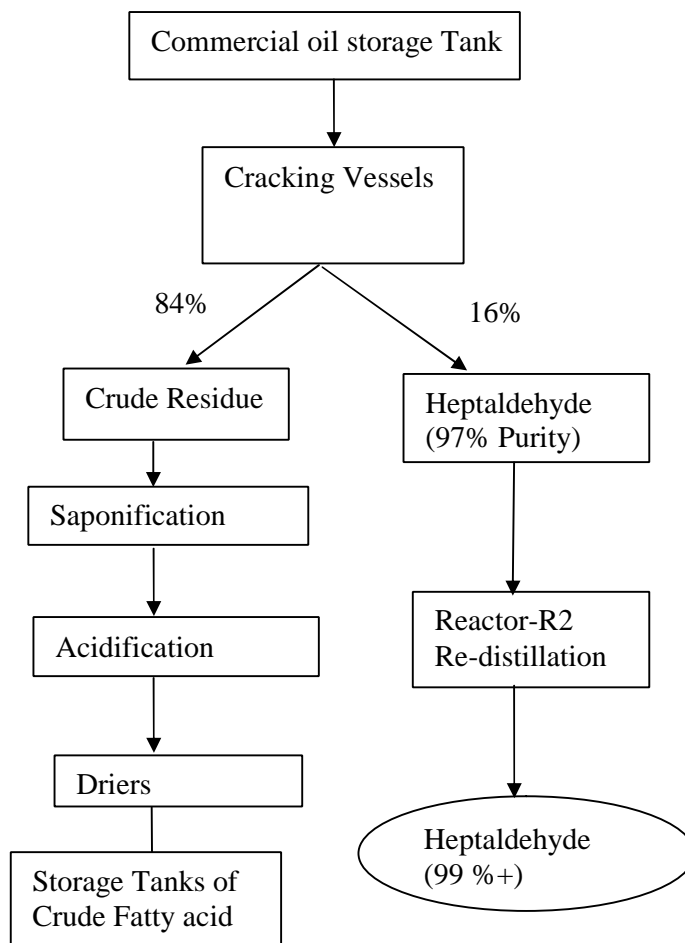 Commercial oil storage Tank
Cracking Vessels
84%
16%
Crude Residue
Heptaldehyde
(97% Purity)
Saponification
Acidification
Reactor-R2
Re-distillation
Driers
Heptaldehyde
(99 %+)
Storage Tanks of
Crude Fatty acid